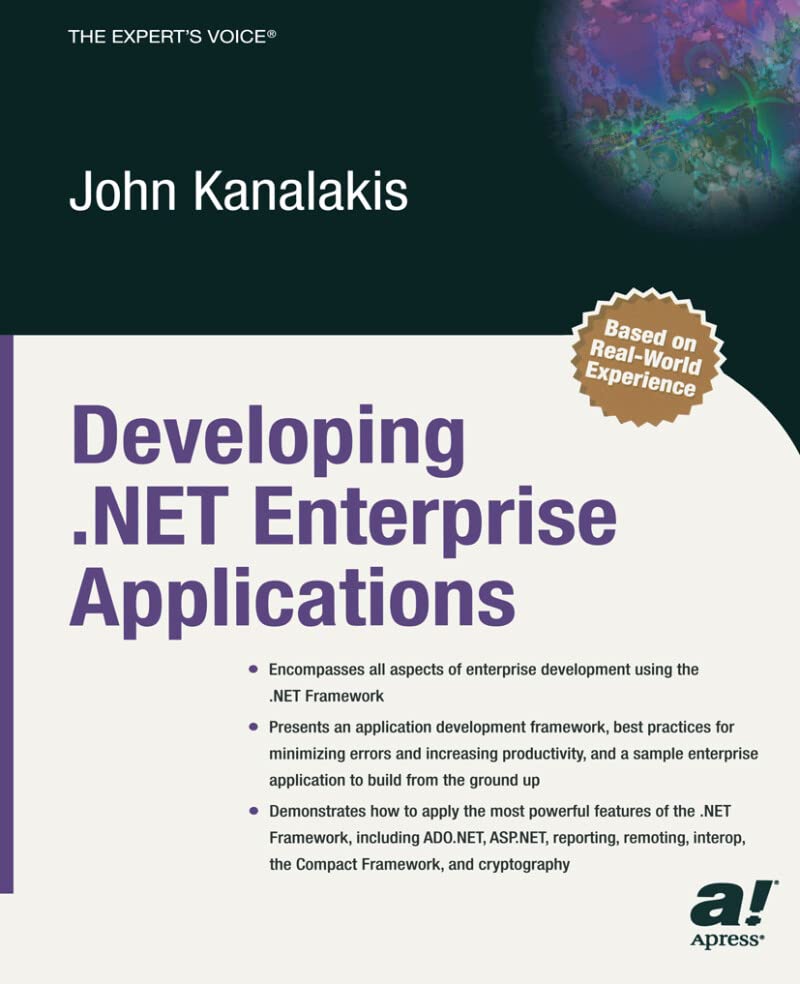 THE EXPERT'S VOICE®
John Kanalakis
Based on
Real-World
Experience
Developing
.NET Enterprise
Applications
• Encompasses all aspects of enterprise development using the
.NET Framework
• Presents an application development framework, best practices for
minimizing errors and increasing productivity, and a sample enterprise
application to build from the ground up
• Demonstrates how to apply the most powerful features of the .NET
Framework, including ADO.NET, ASP.NET, reporting, remoting, interop,
the Compact Framework, and cryptography
a!®
Apress®